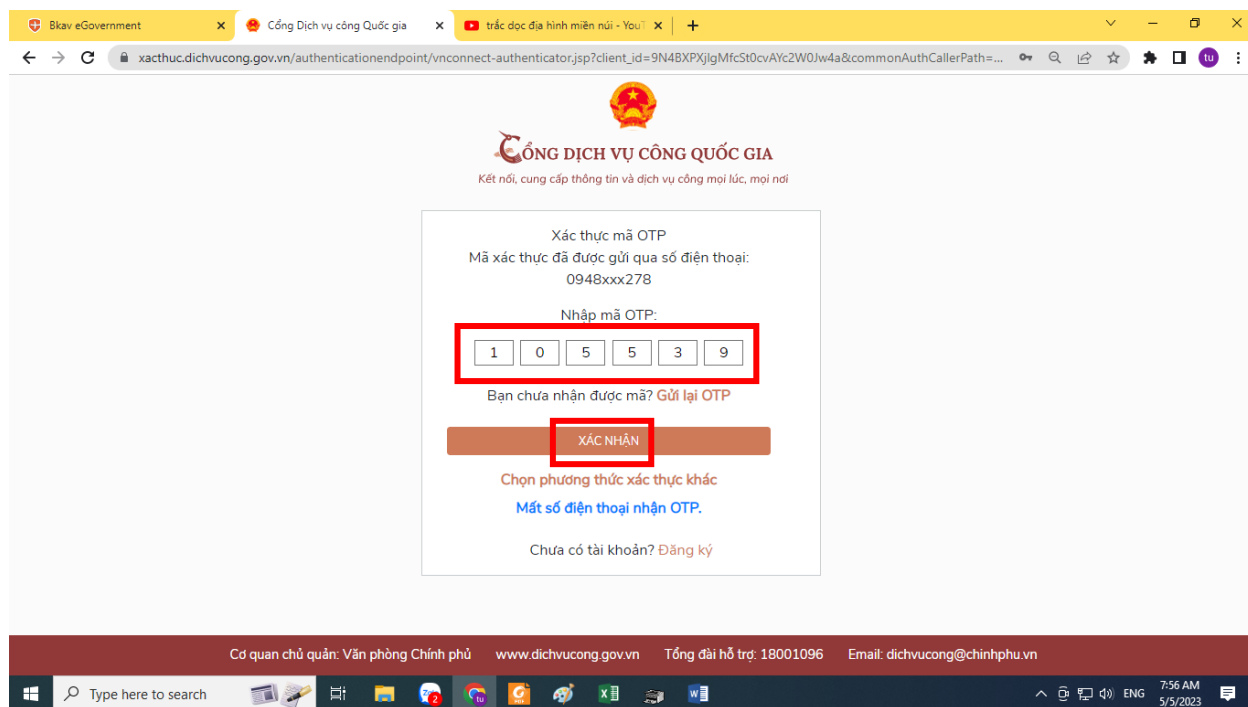 Bkav eGovernment
Cổng Dịch vụ công Quốc gia
trắc dọc địa hình miền núi - YouT
xacthuc.dichvucong.gov.vn/authenticationendpoint/vnconnect-authenticator.jsp?client_id=9N4BXPXjIgMfcSt0cvAYc2W0Jw4a&commonAuthCallerPath=...
tu
CỔNG DỊCH VỤ CÔNG QUỐC GIA
Kết nối, cung cấp thông tin và dịch vụ công mọi lúc, mọi nơi
Xác thực mã OTP
Mã xác thực đã được gửi qua số điện thoại:
0948xxx278
Nhập mã OTP:
1 0 5 5 3 9
Bạn chưa nhận được mã? Gửi lại OTP
XÁC NHẬN
Chọn phương thức xác thực khác
Mất số điện thoại nhận OTP.
Chưa có tài khoản? Đăng ký
Cơ quan chủ quản: Văn phòng Chính phủ www.dichvucong.gov.vn Tổng đài hỗ trợ: 18001096 Email: dichvucong@chinhphu.vn
Type here to search
ENG
7:56 AM
5/5/2023